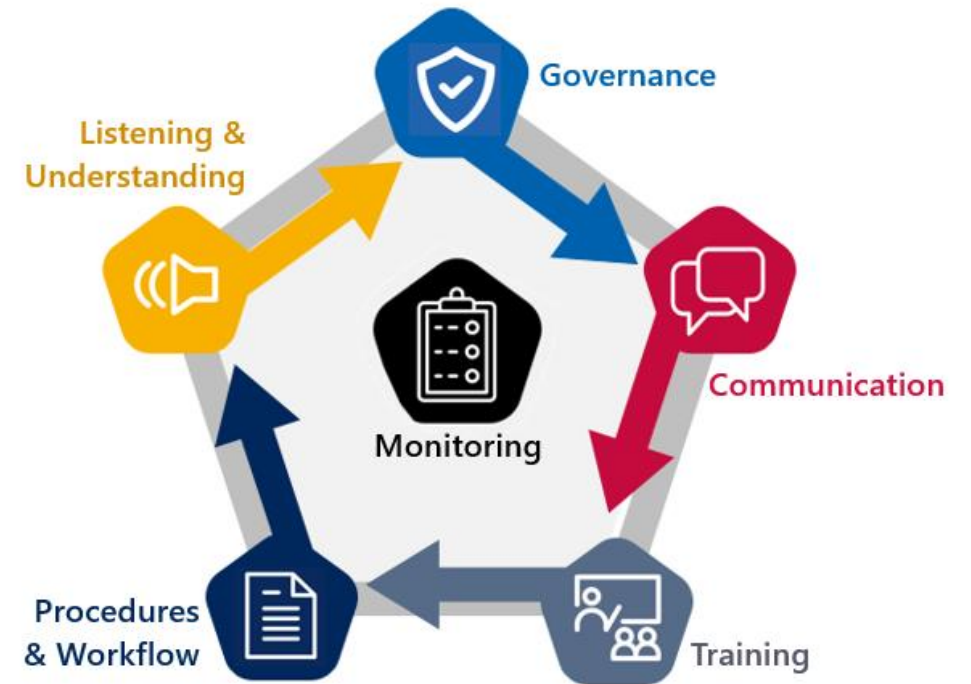 Governance
Listening &
Understanding
Communication
Monitoring
Procedures
& Workflow
Training